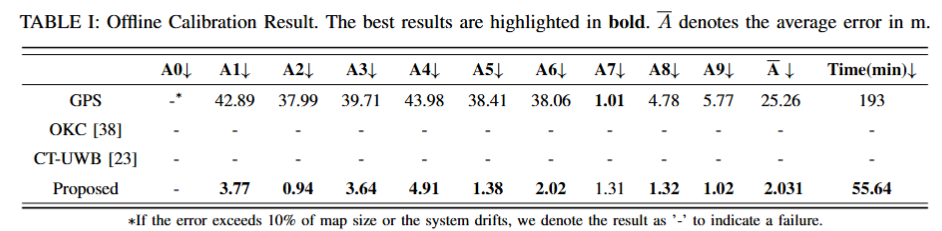 TABLE I: Offline Calibration Result. The best results are highlighted in bold. A̅ denotes the average error in m.
A0↓ A1↓ A2↓ A3↓ A4↓ A5↓ A6↓ A7↓ A8↓ A9↓ A̅ ↓ Time(min)↓
GPS -* 42.89 37.99 39.71 43.98 38.41 38.06 1.01 4.78 5.77 25.26 193
OKC [38] - - - - - - - - - - - -
CT-UWB [23] - - - - - - - - - - - -
Proposed - 3.77 0.94 3.64 4.91 1.38 2.02 1.31 1.32 1.02 2.031 55.64
*If the error exceeds 10% of map size or the system drifts, we denote the result as '-' to indicate a failure.